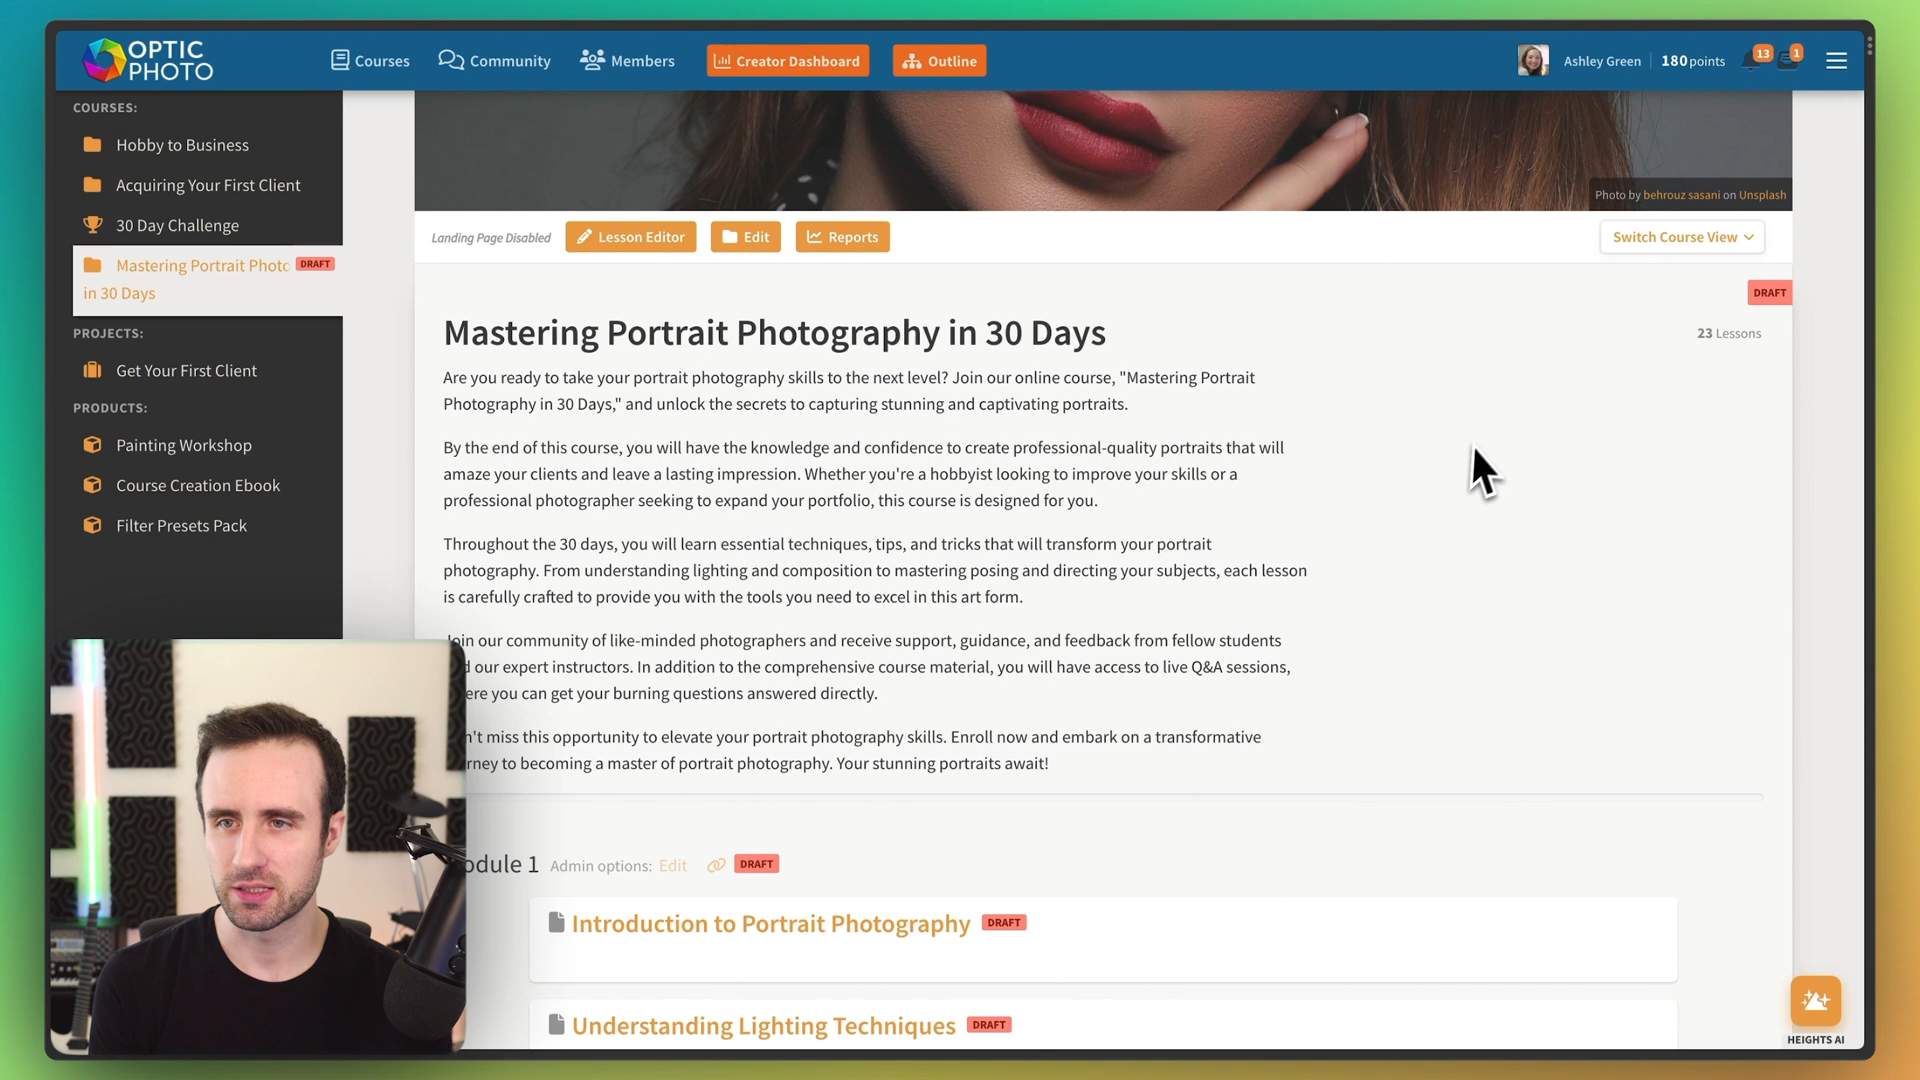 OPTIC
PHOTO
Courses
Community
Members
Creator Dashboard
Outline
Ashley Green
180 points
13
1
COURSES:
Hobby to Business
Acquiring Your First Client
30 Day Challenge
Mastering Portrait Photo
DRAFT
in 30 Days
PROJECTS:
Get Your First Client
PRODUCTS:
Painting Workshop
Course Creation Ebook
Filter Presets Pack
Photo by behrouz sasani on Unsplash
Landing Page Disabled
Lesson Editor
Edit
Reports
Switch Course View
DRAFT
Mastering Portrait Photography in 30 Days
23 Lessons
Are you ready to take your portrait photography skills to the next level? Join our online course, "Mastering Portrait
Photography in 30 Days," and unlock the secrets to capturing stunning and captivating portraits.
By the end of this course, you will have the knowledge and confidence to create professional-quality portraits that will
amaze your clients and leave a lasting impression. Whether you're a hobbyist looking to improve your skills or a
professional photographer seeking to expand your portfolio, this course is designed for you.
Throughout the 30 days, you will learn essential techniques, tips, and tricks that will transform your portrait
photography. From understanding lighting and composition to mastering posing and directing your subjects, each lesson
is carefully crafted to provide you with the tools you need to excel in this art form.
Join our community of like-minded photographers and receive support, guidance, and feedback from fellow students
our expert instructors. In addition to the comprehensive course material, you will have access to live Q&A sessions,
you can get your burning questions answered directly.
miss this opportunity to elevate your portrait photography skills. Enroll now and embark on a transformative
to becoming a master of portrait photography. Your stunning portraits await!
odule 1
Admin options: Edit
DRAFT
Introduction to Portrait Photography
DRAFT
Understanding Lighting Techniques
DRAFT
HEIGHTS AI